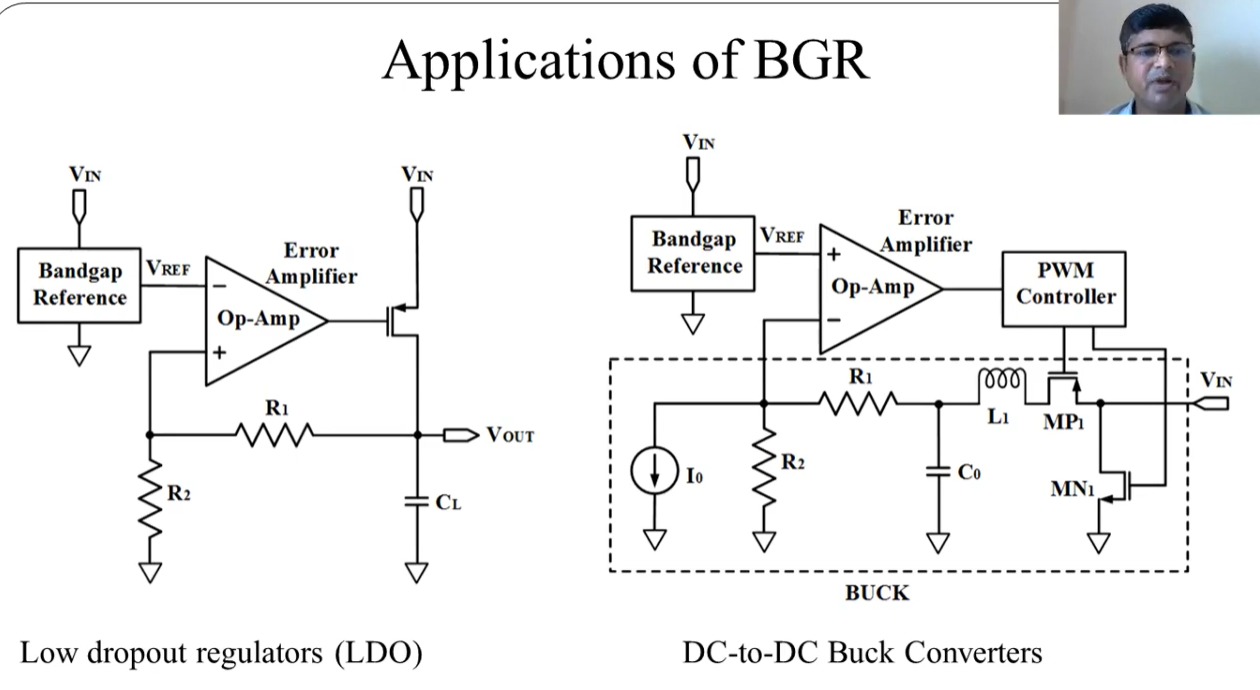 Applications of BGR
VIN
Bandgap
Reference
VREF
Error
Amplifier
−
Op-Amp
+
VIN
R1
VOUT
R2
CL
Low dropout regulators (LDO)
VIN
Bandgap
Reference
VREF
Error
Amplifier
+
Op-Amp
−
PWM
Controller
R1
L1
MP1
VIN
I0
R2
C0
MN1
BUCK
DC-to-DC Buck Converters